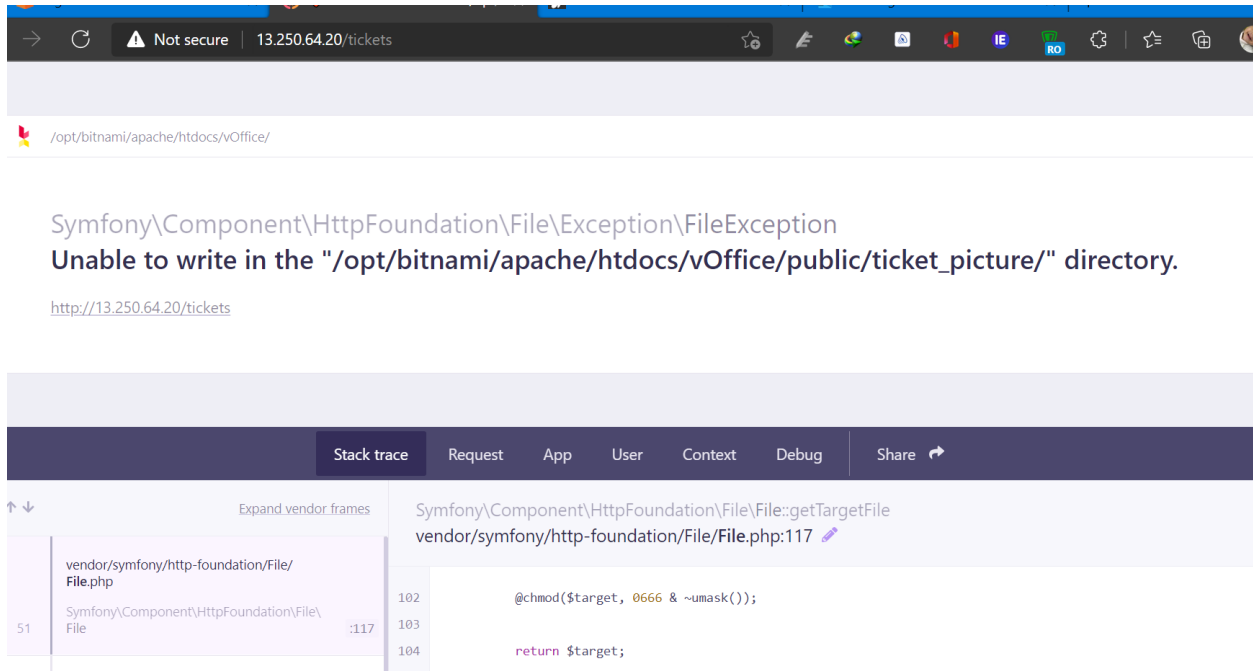 Not secure 13.250.64.20/tickets
IE
RO
/opt/bitnami/apache/htdocs/vOffice/
Symfony\Component\HttpFoundation\File\Exception\FileException
Unable to write in the "/opt/bitnami/apache/htdocs/vOffice/public/ticket_picture/" directory.
http://13.250.64.20/tickets
Stack trace Request App User Context Debug Share
Expand vendor frames
Symfony\Component\HttpFoundation\File\File::getTargetFile
vendor/symfony/http-foundation/File/File.php:117
vendor/symfony/http-foundation/File/
File.php
Symfony\Component\HttpFoundation\File\
51 File :117
102 @chmod($target, 0666 & ~umask());
103
104 return $target;